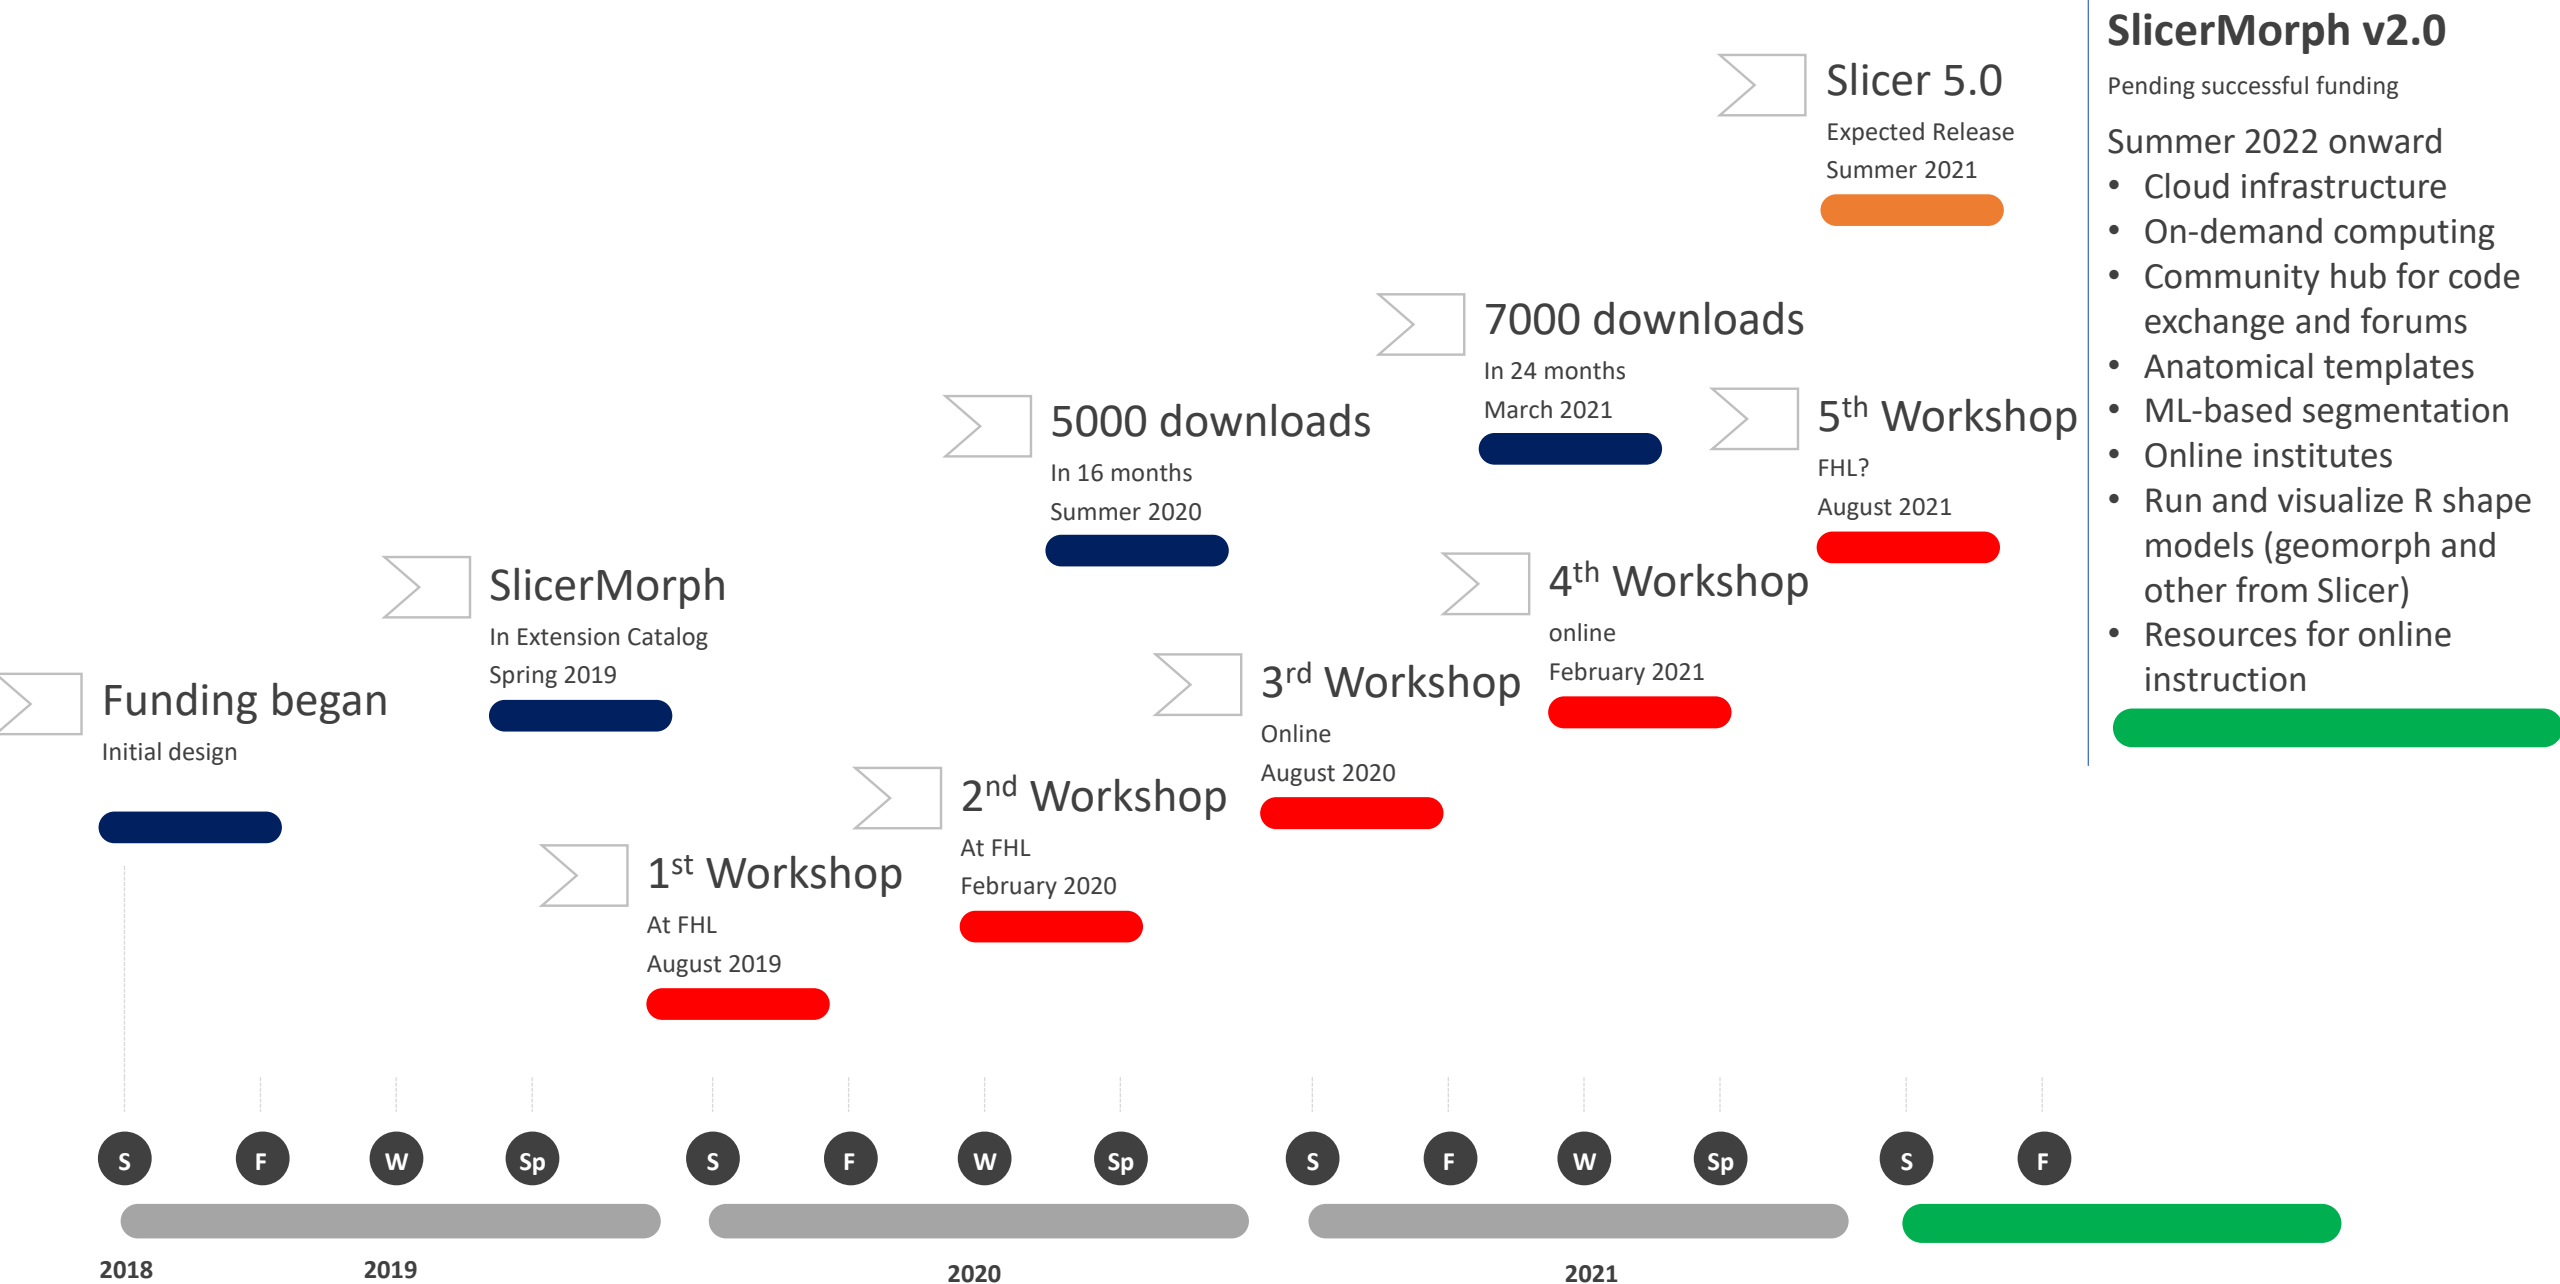 SlicerMorph v2.0
Pending successful funding
Summer 2022 onward
• Cloud infrastructure
• On-demand computing
• Community hub for code
exchange and forums
• Anatomical templates
• ML-based segmentation
• Online institutes
• Run and visualize R shape
models (geomorph and
other from Slicer)
• Resources for online
instruction
Slicer 5.0
Expected Release
Summer 2021
7000 downloads
In 24 months
March 2021
5th Workshop
FHL?
August 2021
5000 downloads
In 16 months
Summer 2020
4th Workshop
online
February 2021
SlicerMorph
In Extension Catalog
Spring 2019
3rd Workshop
Online
August 2020
Funding began
Initial design
2nd Workshop
At FHL
February 2020
1st Workshop
At FHL
August 2019
S F W Sp S F W Sp S F W Sp S F
2018 2019 2020 2021